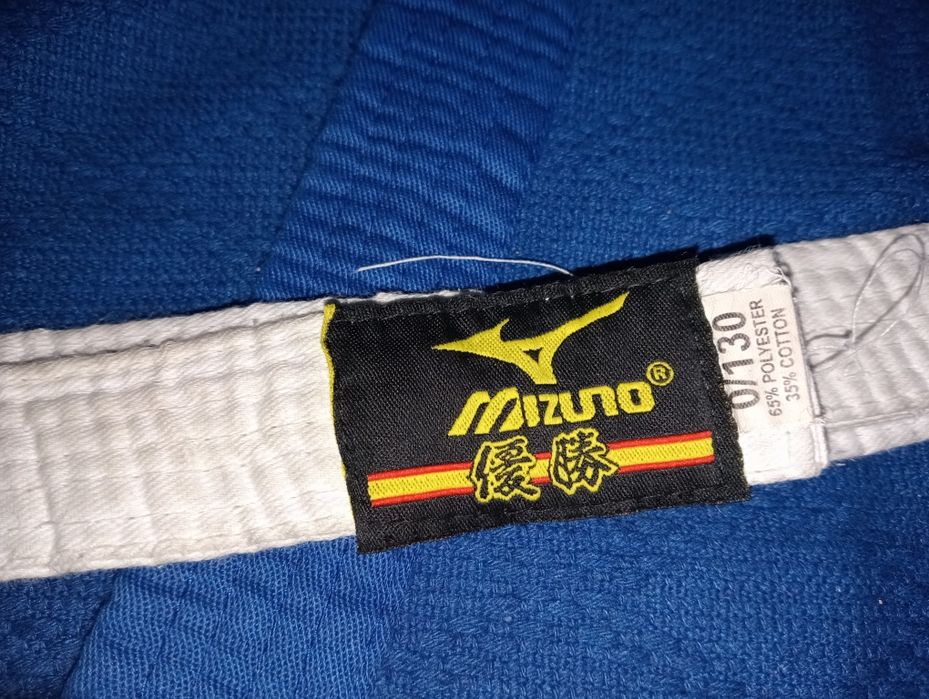 MIZUNO®
優勝
0/130
65% POLYESTER
35% COTTON